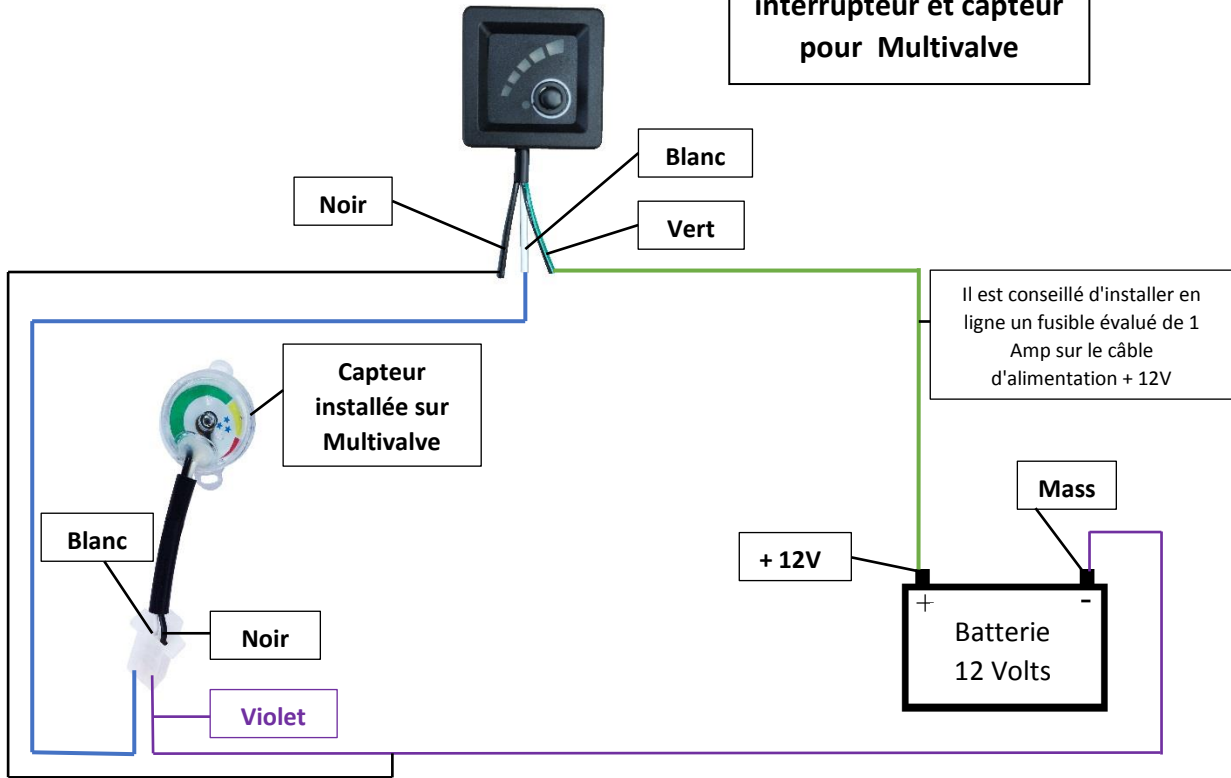 interrupteur et capteur
pour Multivalve
Blanc
Noir
Vert
Il est conseillé d'installer en
ligne un fusible évalué de 1
Amp sur le câble
d'alimentation + 12V
Capteur
installée sur
Multivalve
Mass
Blanc
+ 12V
+ -
Noir
Batterie
12 Volts
Violet